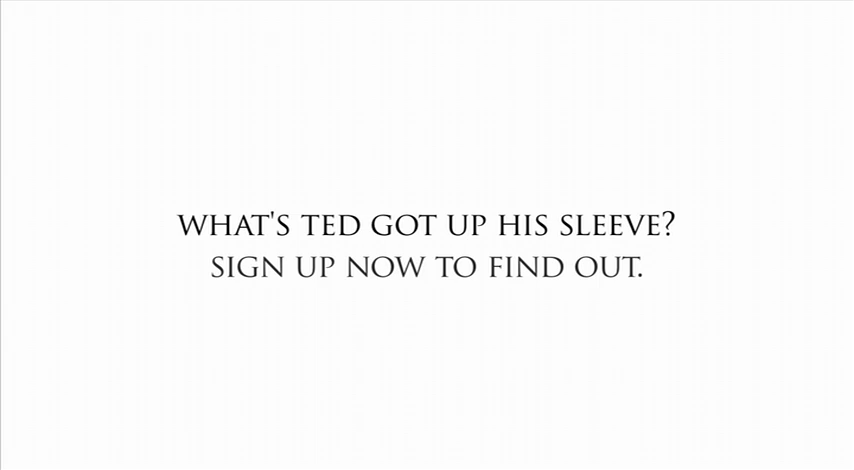 WHAT'S TED GOT UP HIS SLEEVE?
SIGN UP NOW TO FIND OUT.